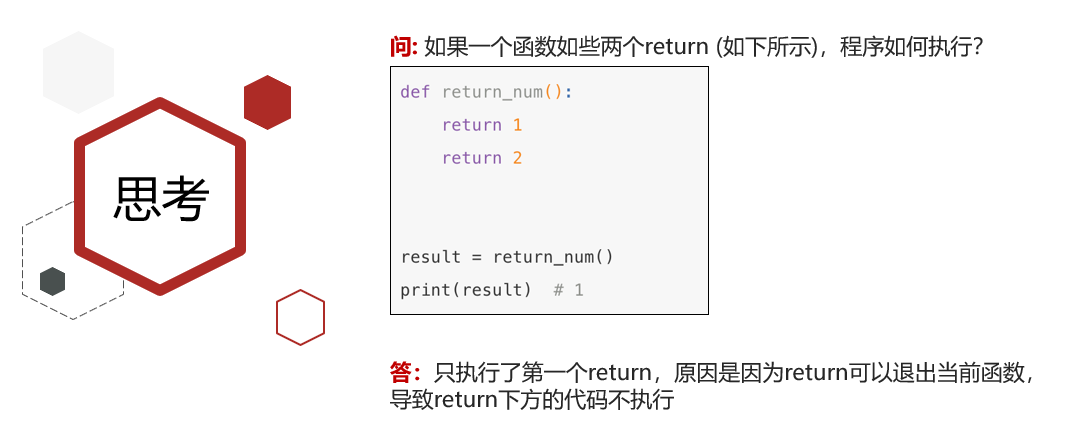 思考
问: 如果一个函数如些两个return (如下所示)，程序如何执行?
def return_num():
    return 1
    return 2
result = return_num()
print(result)  # 1
答：只执行了第一个return，原因是因为return可以退出当前函数，
导致return下方的代码不执行